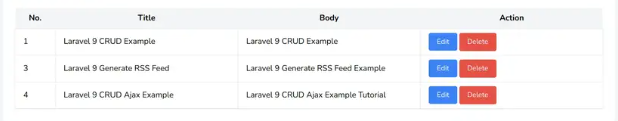 No. Title Body Action
1 Laravel 9 CRUD Example Laravel 9 CRUD Example Edit Delete
3 Laravel 9 Generate RSS Feed Laravel 9 Generate RSS Feed Example Edit Delete
4 Laravel 9 CRUD Ajax Example Laravel 9 CRUD Ajax Example Tutorial Edit Delete